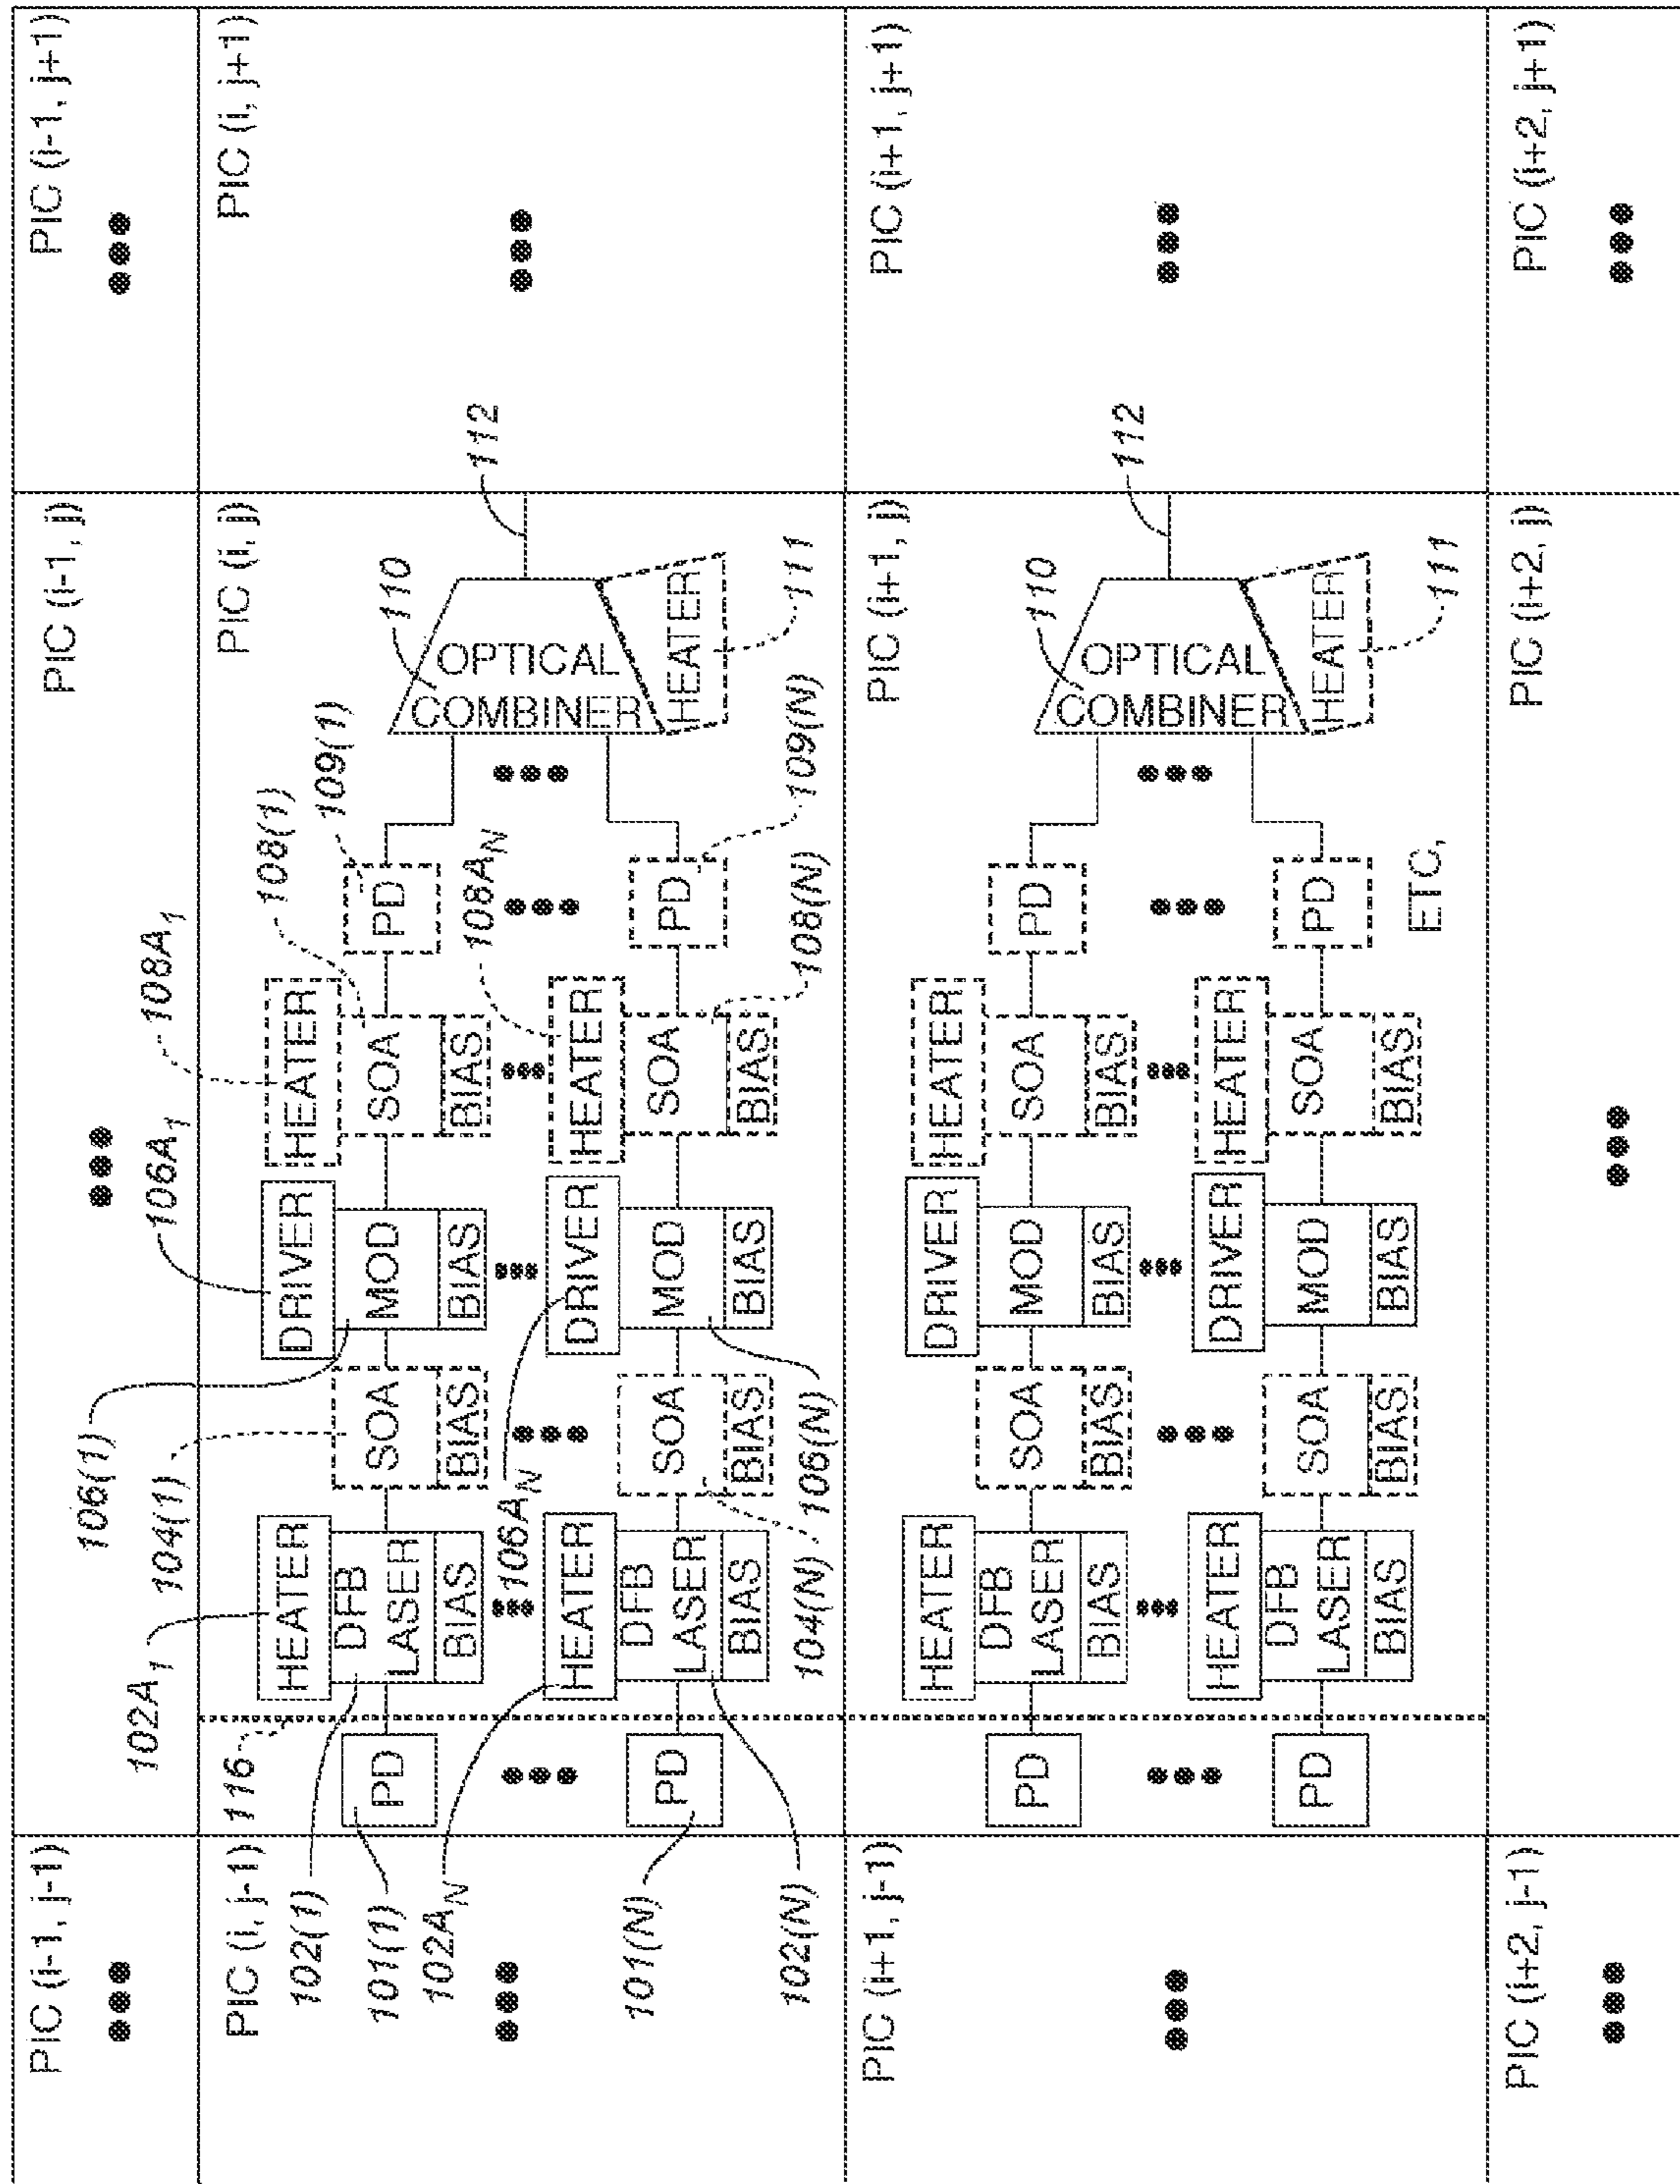 PIC (i-1, j-1)
PIC (i-1, j)
PIC (i-1, j+1)
PIC (i, j-1)
PIC (i, j)
PIC (i, j+1)
102A1
116
106(1)
104(1)
106A1
108A1
108(1)
109(1)
110
112
HEATER
DFB
LASER
BIAS
SOA
BIAS
DRIVER
MOD
BIAS
HEATER
SOA
BIAS
PD
PD
OPTICAL
COMBINER
HEATER
111
102(1)
101(1)
102AN
106AN
108AN
PD
HEATER
DFB
LASER
BIAS
SOA
BIAS
DRIVER
MOD
BIAS
HEATER
SOA
BIAS
PD
101(N)
102(N)
104(N)
106(N)
108(N)
109(N)
PIC (i+1, j-1)
PIC (i+1, j)
PIC (i+1, j+1)
PD
HEATER
DFB
LASER
BIAS
SOA
BIAS
DRIVER
MOD
BIAS
HEATER
SOA
BIAS
PD
110
112
OPTICAL
COMBINER
HEATER
111
PD
HEATER
DFB
LASER
BIAS
SOA
BIAS
DRIVER
MOD
BIAS
HEATER
SOA
BIAS
PD
ETC,
PIC (i+2, j-1)
PIC (i+2, j)
PIC (i+2, j+1)